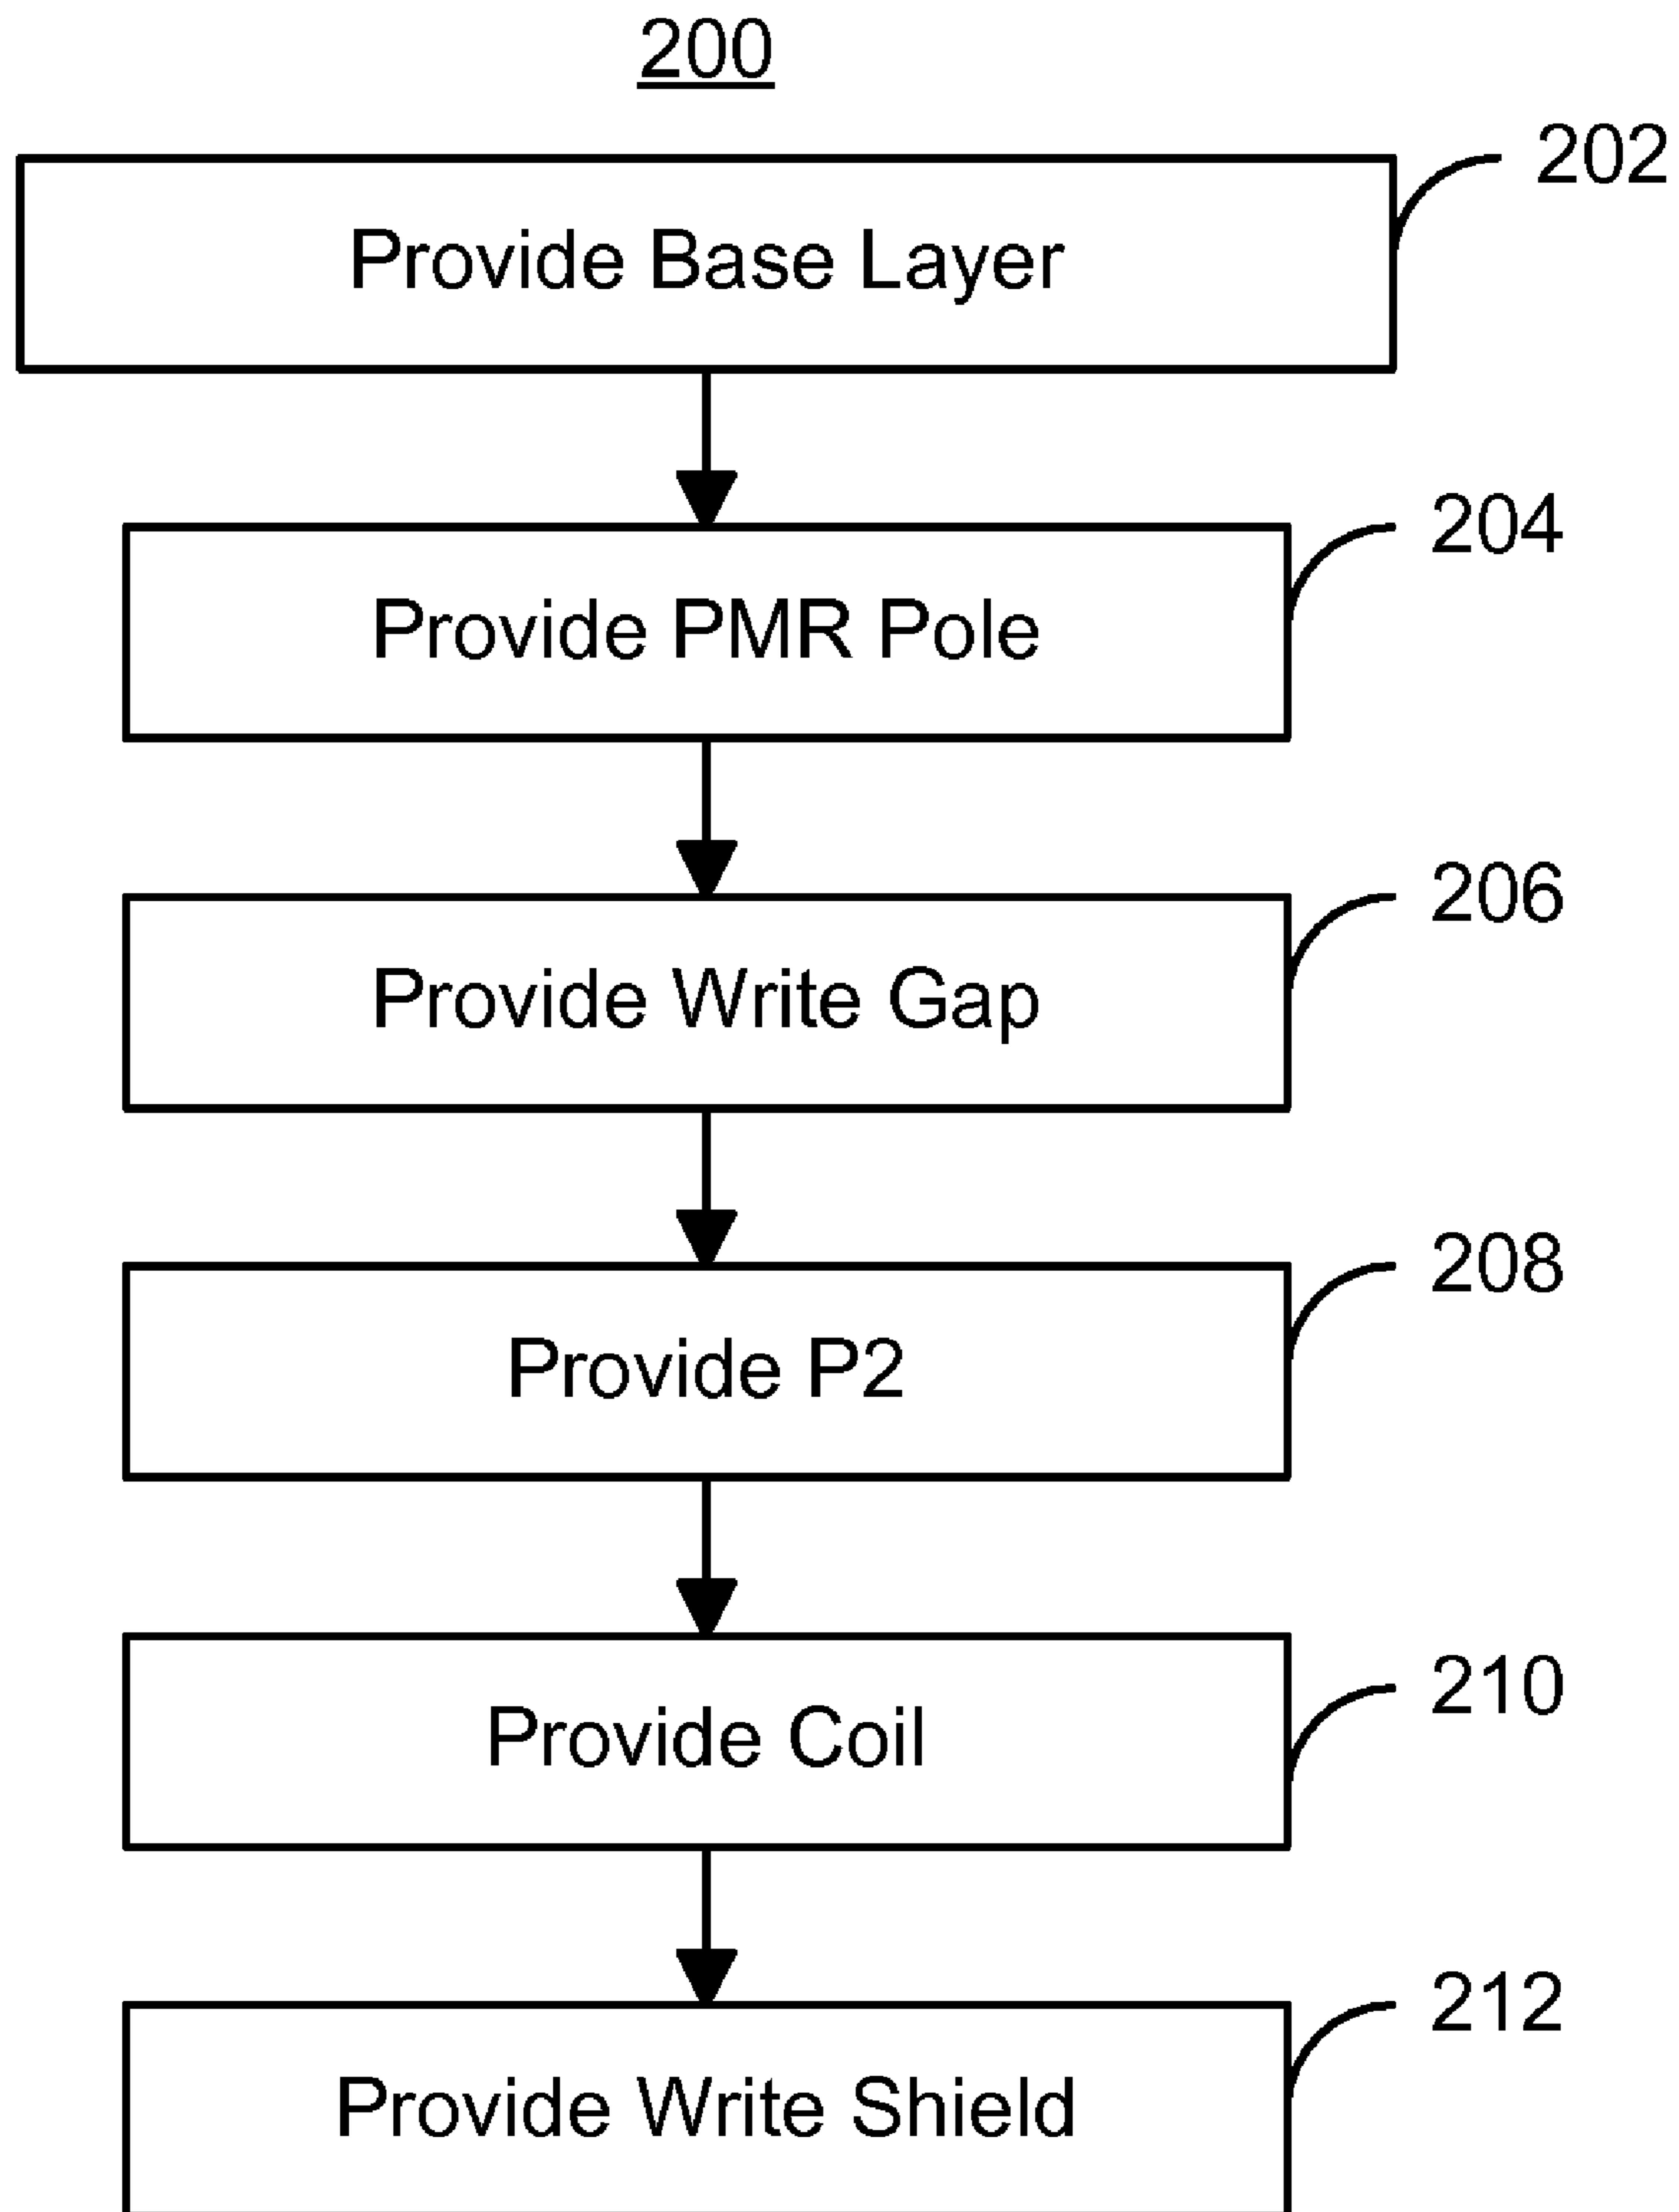 200
202
Provide Base Layer
204
Provide PMR Pole
206
Provide Write Gap
208
Provide P2
210
Provide Coil
212
Provide Write Shield